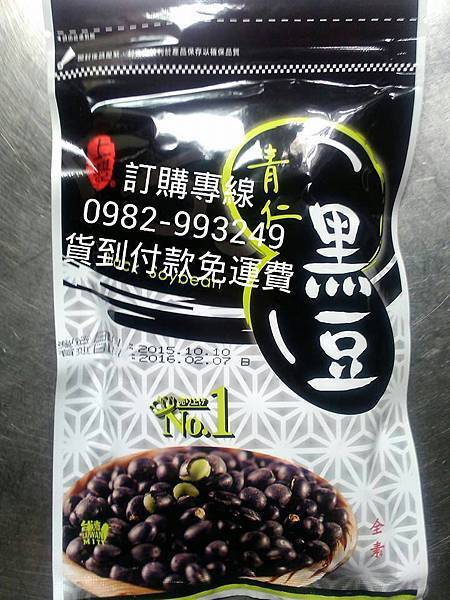 訂購專線
0982-993249
貨到付款免運費
青仁
黑豆
Black Soybean
2015.10.10
2016.02.07
No.1
全素